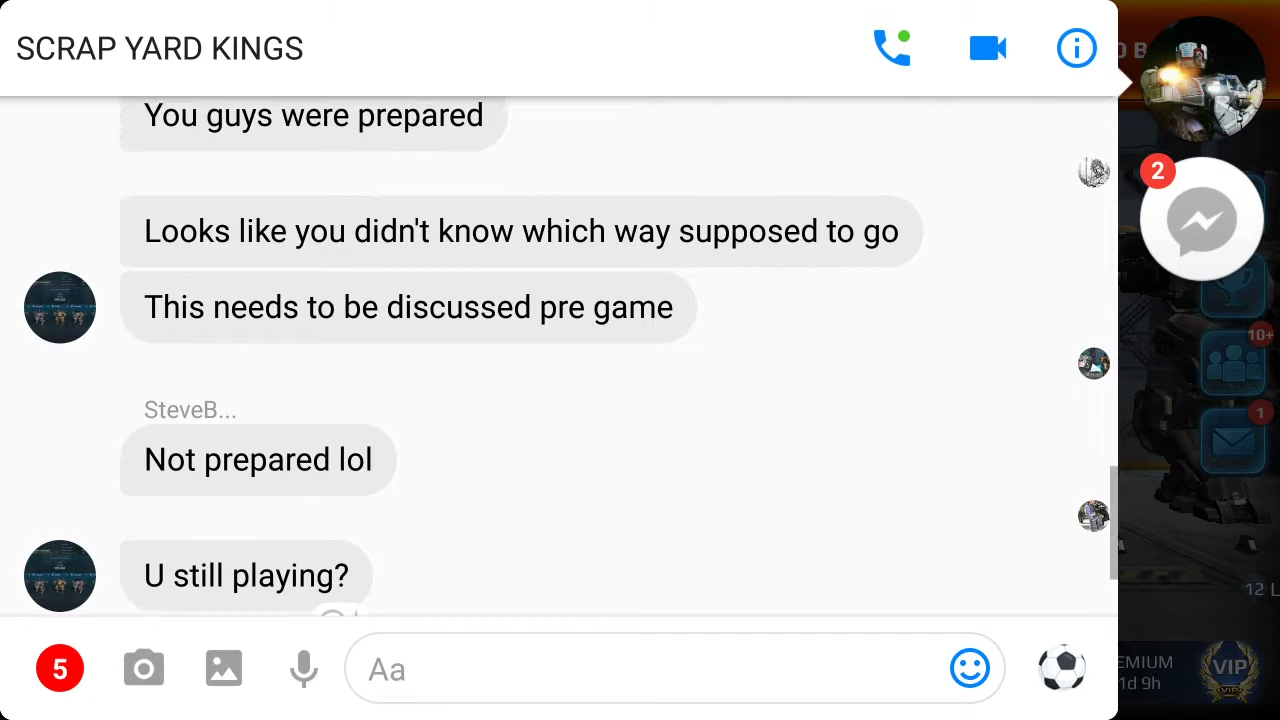 SCRAP YARD KINGS
You guys were prepared
2
Looks like you didn't know which way supposed to go
This needs to be discussed pre game
10+
1
SteveB...
Not prepared lol
U still playing?
12 L
5
Aa
EMIUM
1d 9h
VIP
VIP